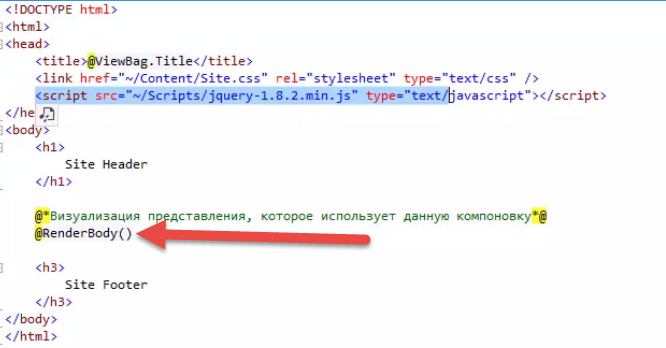 <!DOCTYPE html>
<html>
<head>
<title>@ViewBag.Title</title>
<link href="~/Content/Site.css" rel="stylesheet" type="text/css" />
<script src="~/Scripts/jquery-1.8.2.min.js" type="text/javascript"></script>
</he
<body>
<h1>
Site Header
</h1>
@*Визуализация представления, которое использует данную компоновку*@
@RenderBody()
<h3>
Site Footer
</h3>
</body>
</html>